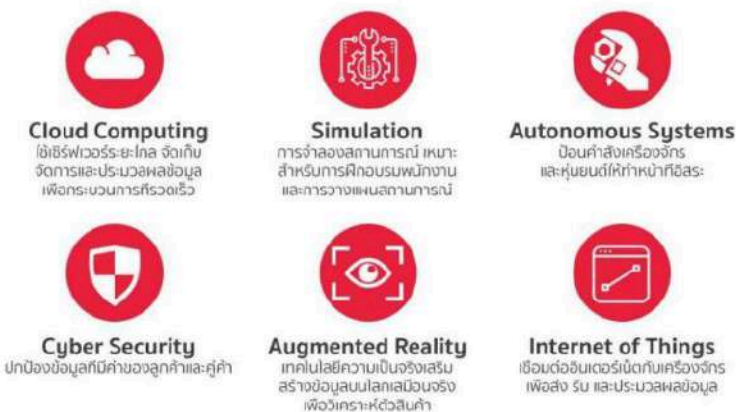 Cloud Computing
ใช้เซิร์ฟเวอร์ระยะไกล จัดเก็บ
จัดการและประมวลผลข้อมูล
เพื่อกระบวนการที่รวดเร็ว
Simulation
การจำลองสถานการณ์ เหมาะ
สำหรับการฝึกอบรมพนักงาน
และการวางแผนสถานการณ์
Autonomous Systems
ป้อนคำสั่งเครื่องจักร
และหุ่นยนต์ให้ทำหน้าที่อิสระ
Cyber Security
ปกป้องข้อมูลที่มีค่าของลูกค้าและคู่ค้า
Augmented Reality
เทคโนโลยีความเป็นจริงเสริม
สร้างข้อมูลบนโลกเสมือนจริง
เพื่อวิเคราะห์ตัวสินค้า
Internet of Things
เชื่อมต่ออินเตอร์เน็ตกับเครื่องจักร
เพื่อส่ง รับ และประมวลผลข้อมูล